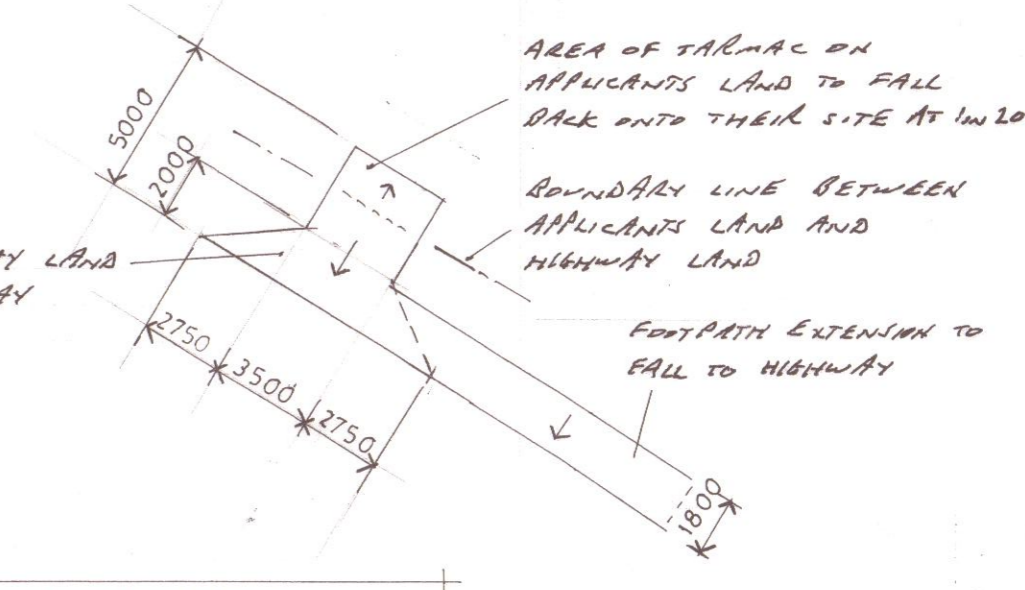 AREA OF TARMAC ON
APPLICANTS LAND TO FALL
BACK ONTO THEIR SITE AT 1 IN 20
5000
2000
BOUNDARY LINE BETWEEN
APPLICANTS LAND AND
HIGHWAY LAND
LAND
FOOTPATH EXTENSION TO
FALL TO HIGHWAY
2750
3500
2750
1800